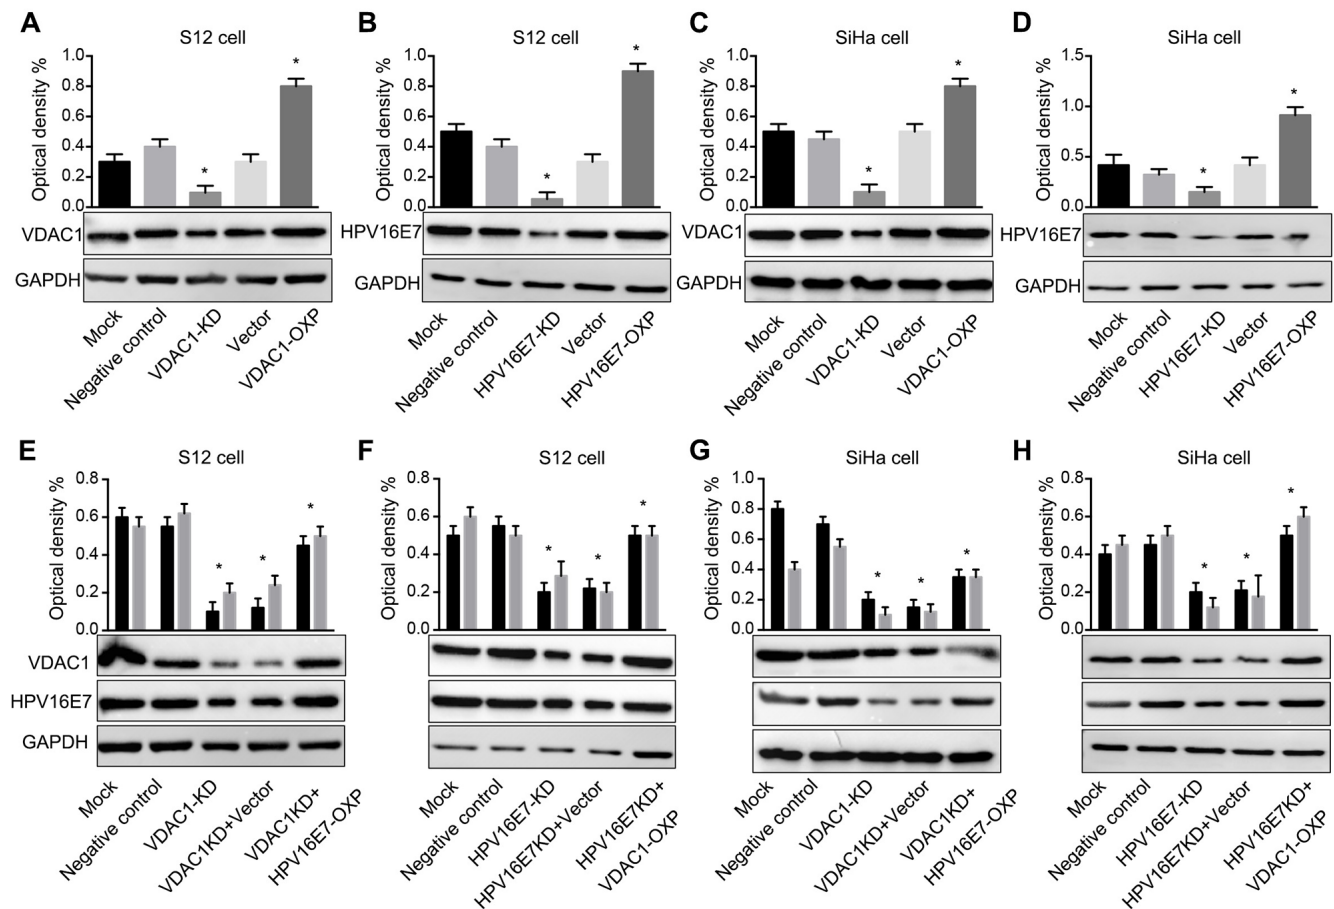 A
S12 cell
Optical density %
1.0
0.8
0.6
0.4
0.2
0.0
*
*
VDAC1
GAPDH
Mock
Negative control
VDAC1-KD
Vector
VDAC1-OXP
B
S12 cell
Optical density %
1.0
0.8
0.6
0.4
0.2
0.0
*
*
HPV16E7
GAPDH
Mock
Negative control
HPV16E7-KD
Vector
HPV16E7-OXP
C
SiHa cell
Optical density %
1.0
0.8
0.6
0.4
0.2
0.0
*
*
VDAC1
GAPDH
Mock
Negative control
VDAC1-KD
Vector
VDAC1-OXP
D
SiHa cell
Optical density %
1.5
1.0
0.5
0.0
*
*
HPV16E7
GAPDH
Mock
Negative control
HPV16E7-KD
Vector
HPV16E7-OXP
E
S12 cell
Optical density %
0.8
0.6
0.4
0.2
0.0
*
*
*
VDAC1
HPV16E7
GAPDH
Mock
Negative control
VDAC1-KD
VDAC1KD+Vector
VDAC1KD+
HPV16E7-OXP
F
S12 cell
Optical density %
0.8
0.6
0.4
0.2
0.0
*
*
*
Mock
Negative control
HPV16E7-KD
HPV16E7KD+Vector
HPV16E7KD+
VDAC1-OXP
G
SiHa cell
Optical density %
1.0
0.8
0.6
0.4
0.2
0.0
*
*
*
Mock
Negative control
VDAC1-KD
VDAC1KD+Vector
VDAC1KD+
HPV16E7-OXP
H
SiHa cell
Optical density %
0.8
0.6
0.4
0.2
0.0
*
*
*
Mock
Negative control
HPV16E7-KD
HPV16E7KD+Vector
HPV16E7KD+
VDAC1-OXP